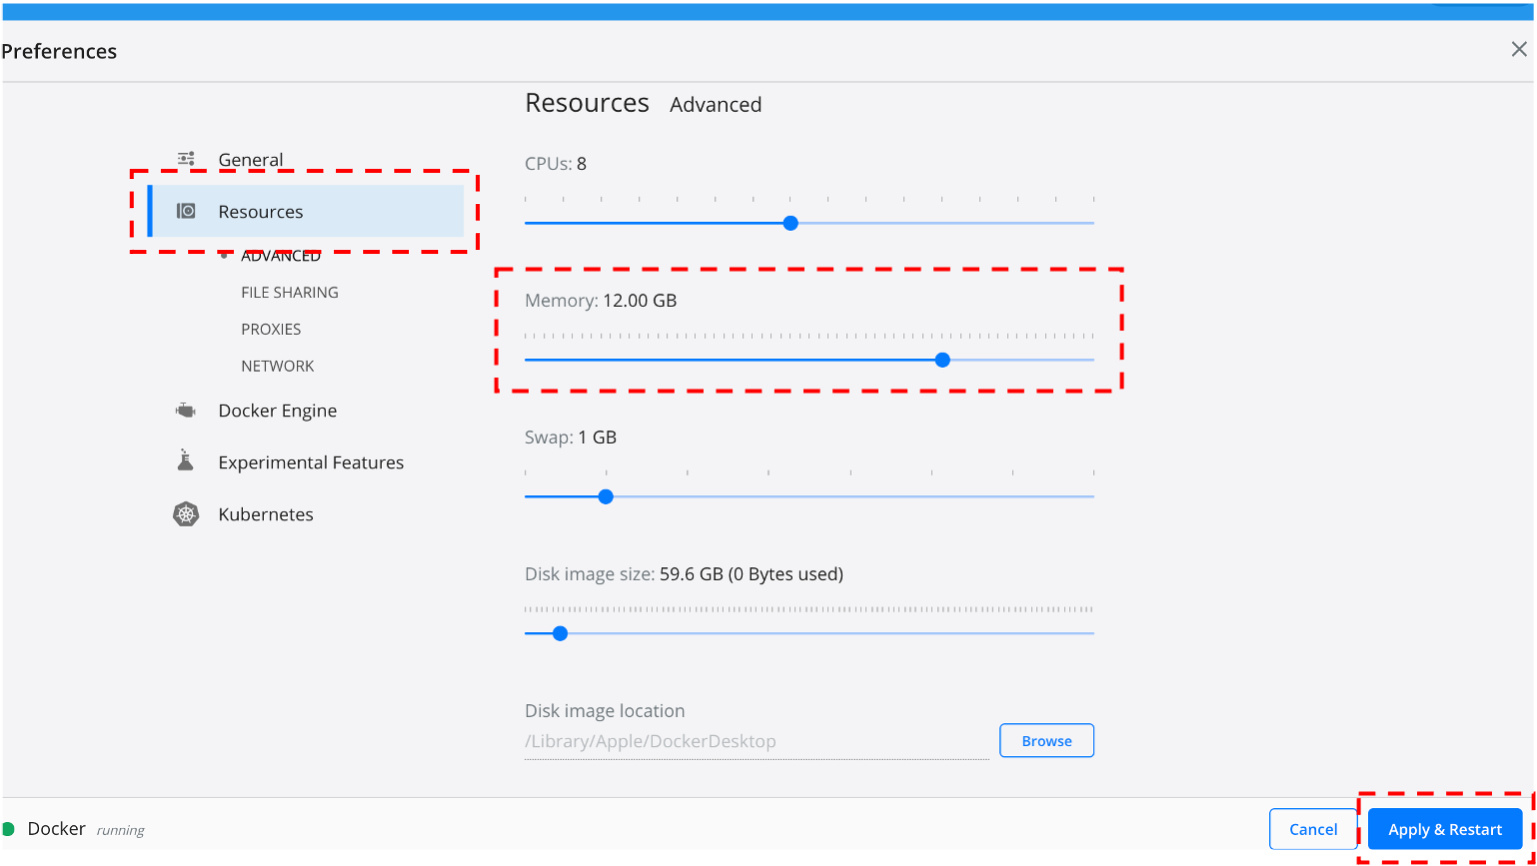 Preferences
General
Resources
ADVANCED
FILE SHARING
PROXIES
NETWORK
Docker Engine
Experimental Features
Kubernetes
Resources Advanced
CPUs: 8
Memory: 12.00 GB
Swap: 1 GB
Disk image size: 59.6 GB (0 Bytes used)
Disk image location
/Library/Apple/DockerDesktop
Browse
Docker running
Cancel
Apply & Restart